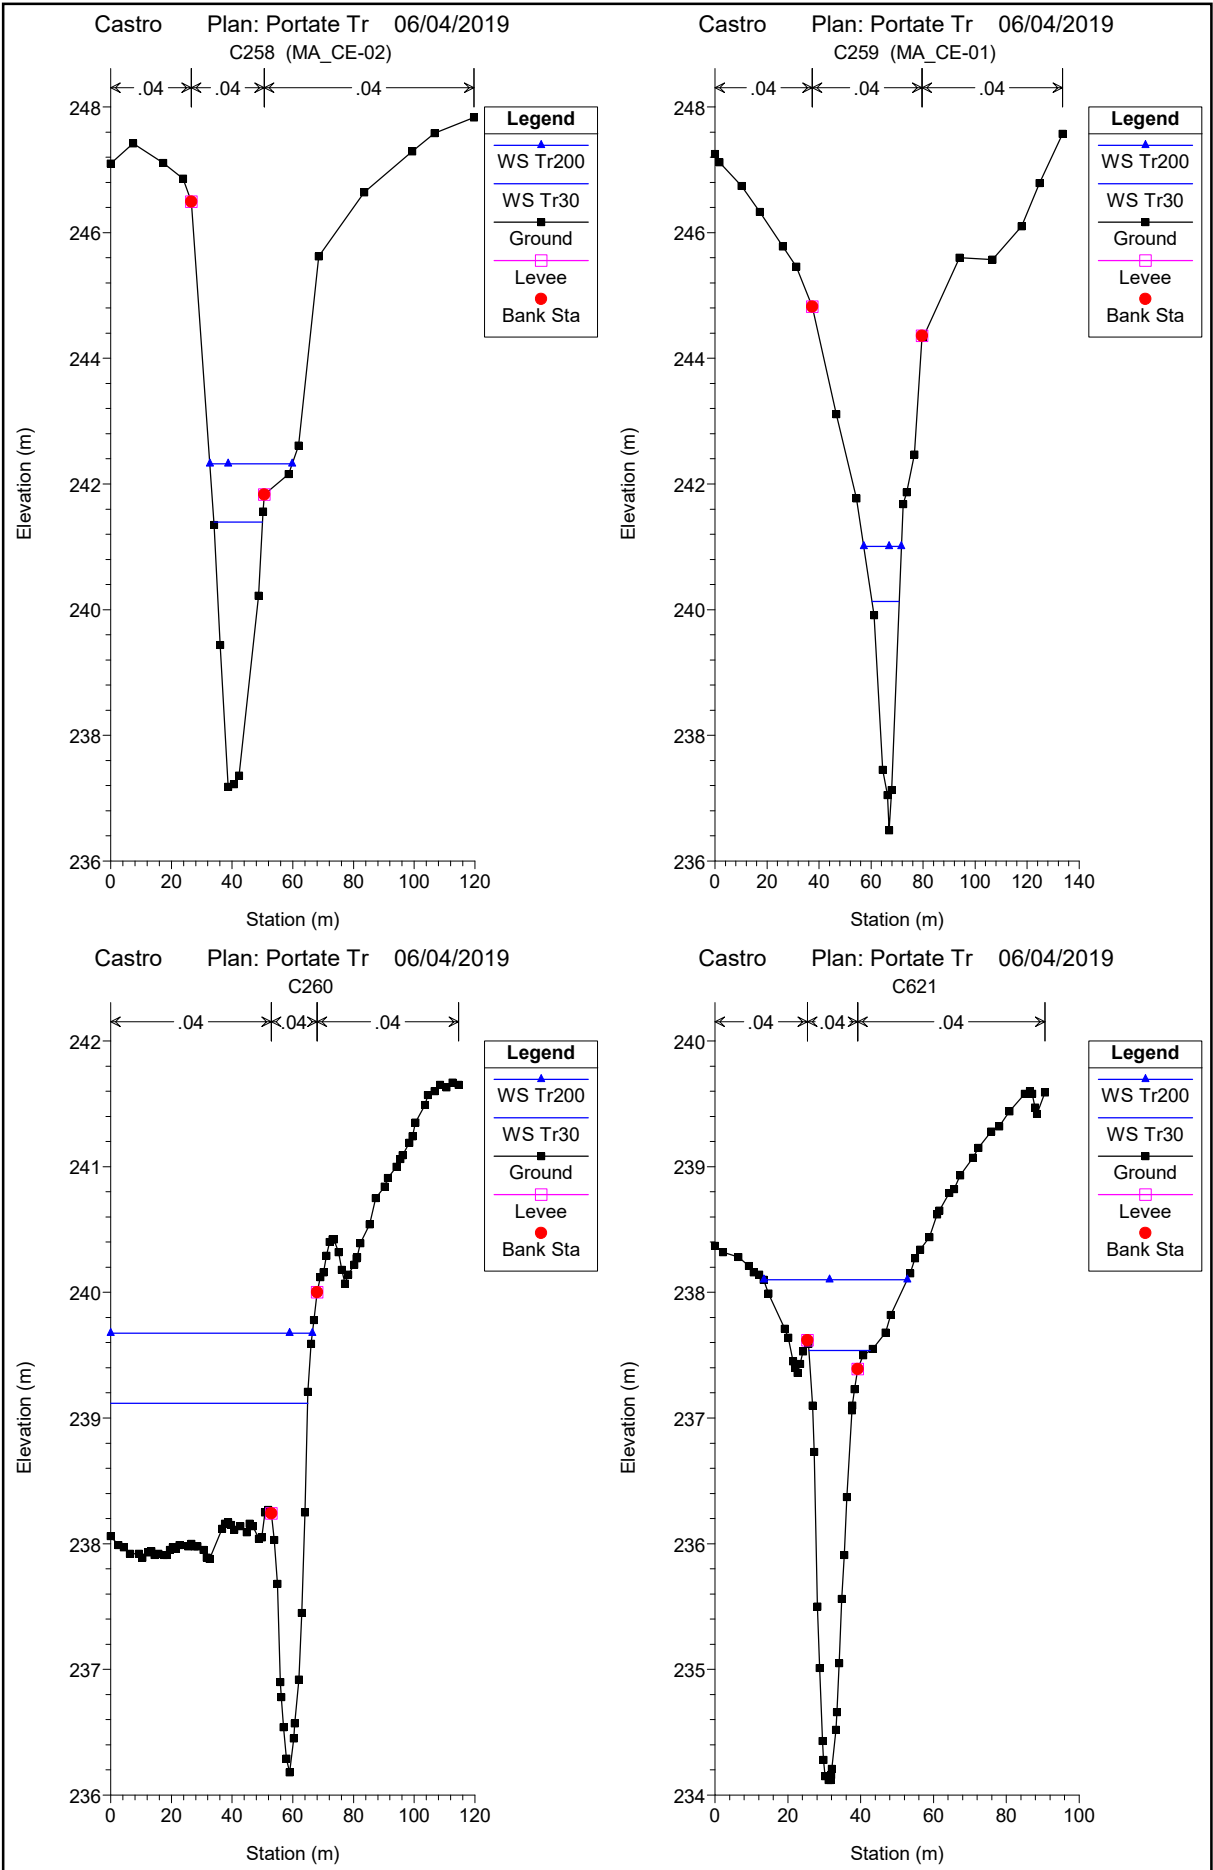 Castro Plan: Portate Tr 06/04/2019
C258 (MA_CE-02)
.04 .04 .04
Legend
WS Tr200
WS Tr30
Ground
Levee
Bank Sta
248
246
244
242
240
238
236
0 20 40 60 80 100 120
Station (m)
Elevation (m)
Castro Plan: Portate Tr 06/04/2019
C259 (MA_CE-01)
.04 .04 .04
Legend
WS Tr200
WS Tr30
Ground
Levee
Bank Sta
248
246
244
242
240
238
236
0 20 40 60 80 100 120 140
Station (m)
Elevation (m)
Castro Plan: Portate Tr 06/04/2019
C260
.04 .04 .04
Legend
WS Tr200
WS Tr30
Ground
Levee
Bank Sta
242
241
240
239
238
237
236
0 20 40 60 80 100 120
Station (m)
Elevation (m)
Castro Plan: Portate Tr 06/04/2019
C621
.04 .04 .04
Legend
WS Tr200
WS Tr30
Ground
Levee
Bank Sta
240
239
238
237
236
235
234
0 20 40 60 80 100
Station (m)
Elevation (m)